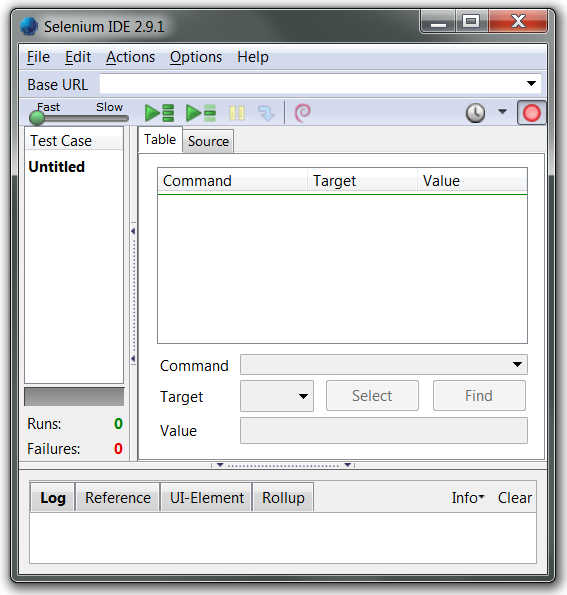 Selenium IDE 2.9.1
File Edit Actions Options Help
Base URL
Fast Slow
Test Case
Untitled
Table Source
Command Target Value
Command
Target Select Find
Value
Runs: 0
Failures: 0
Log Reference UI-Element Rollup Info Clear